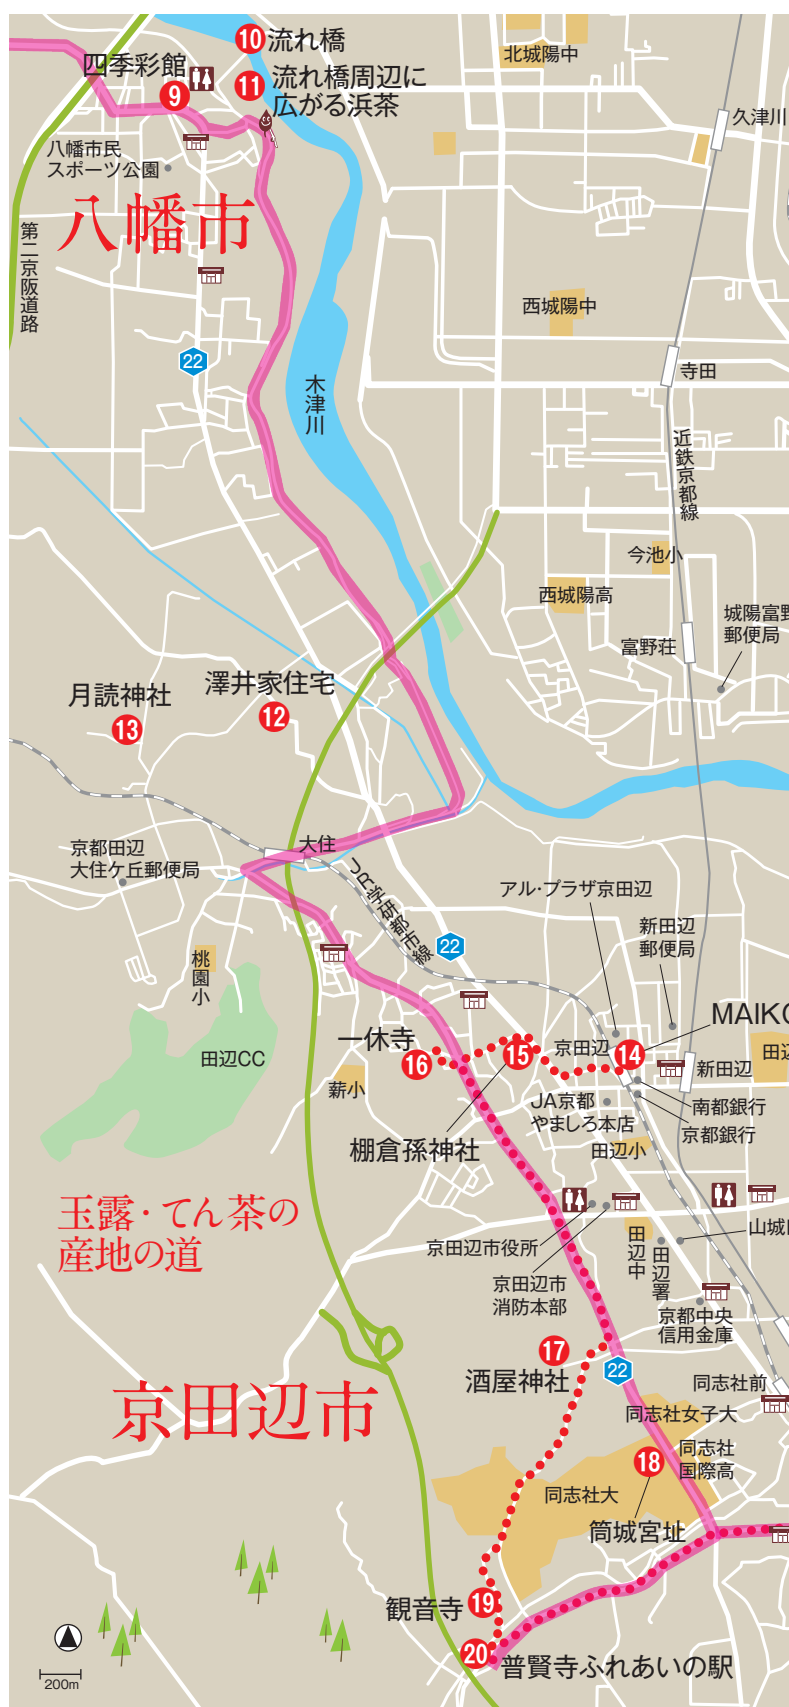 10
流れ橋
四季彩館
9
11
流れ橋周辺に
広がる浜茶
北城陽中
久津川
八幡市民
スポーツ公園
八幡市
第二京阪道路
西城陽中
22
木津川
寺田
近鉄京都線
今池小
西城陽高
城陽富野
郵便局
富野荘
月読神社
13
澤井家住宅
12
大住
京都田辺
大住ケ丘郵便局
JR学研都市線
アル・プラザ京田辺
新田辺
郵便局
22
桃園小
田辺CC
一休寺
16
15
京田辺
14
MAIKO
田辺
新田辺
薪小
JA京都
やましろ本店
南都銀行
京都銀行
棚倉孫神社
田辺小
玉露・てん茶の
産地の道
京田辺市役所
京田辺市
消防本部
田辺中
田辺署
山城
京都中央
信用金庫
17
酒屋神社
22
同志社前
京田辺市
同志社女子大
18
同志社
国際高
同志社大
筒城宮址
観音寺
19
20
普賢寺ふれあいの駅
200m